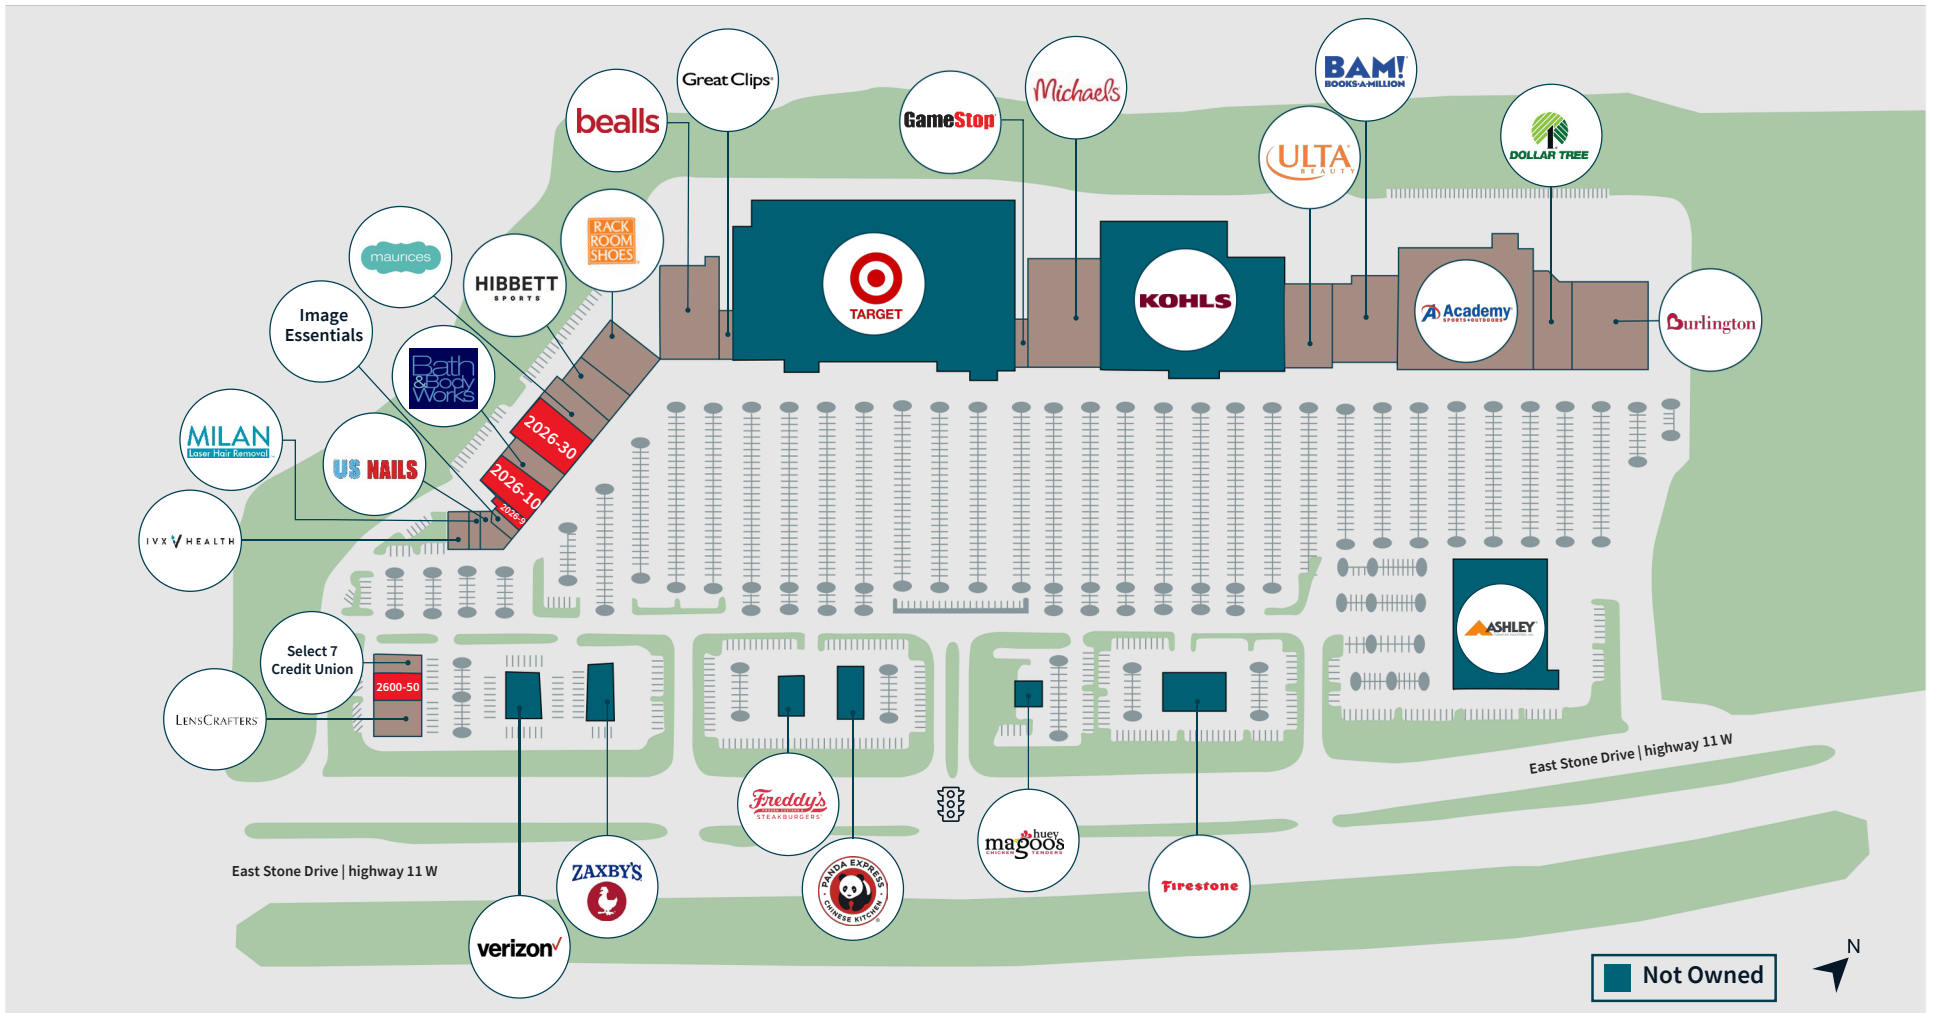 BAM!
BOOKS-A-MILLION
Great Clips
Michaels
bealls
GameStop
ULTA
BEAUTY
DOLLAR TREE
RACK
ROOM
SHOES
maurices
HIBBETT
SPORTS
TARGET
KOHLS
Academy
SPORTS+OUTDOORS
Burlington
Image
Essentials
Bath
&Body
Works
2026-30
MILAN
Laser Hair Removal
US NAILS
2026-10
2026-9
IVX HEALTH
ASHLEY
Select 7
Credit Union
2600-50
LENSCRAFTERS
East Stone Drive | highway 11 W
Freddy's
STEAKBURGERS
huey
magoos
CHICKEN TENDERS
East Stone Drive | highway 11 W
ZAXBY'S
PANDA EXPRESS
CHINESE KITCHEN
Firestone
verizon
N
Not Owned